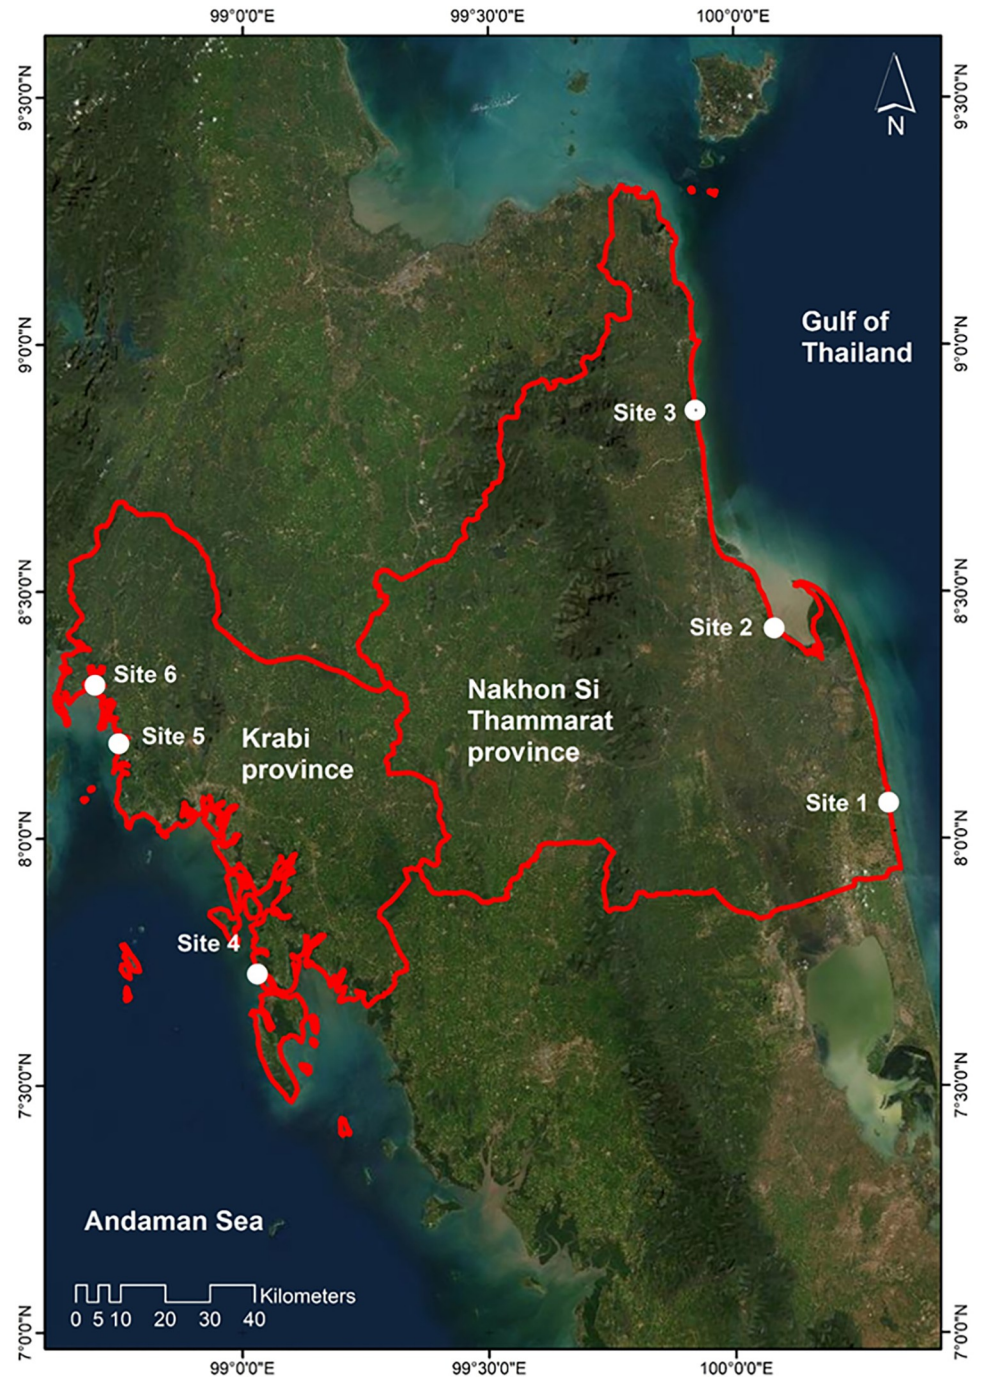 99°0'0"E 99°30'0"E 100°0'0"E
9°30'0"N 9°30'0"N
N
Gulf of
Thailand
9°0'0"N 9°0'0"N
Site 3
8°30'0"N 8°30'0"N
Site 2
Site 6
Nakhon Si
Thammarat
province
Site 5
Krabi
province
Site 1
8°0'0"N 8°0'0"N
Site 4
7°30'0"N 7°30'0"N
Andaman Sea
Kilometers
0 5 10 20 30 40
7°0'0"N 7°0'0"N
99°0'0"E 99°30'0"E 100°0'0"E